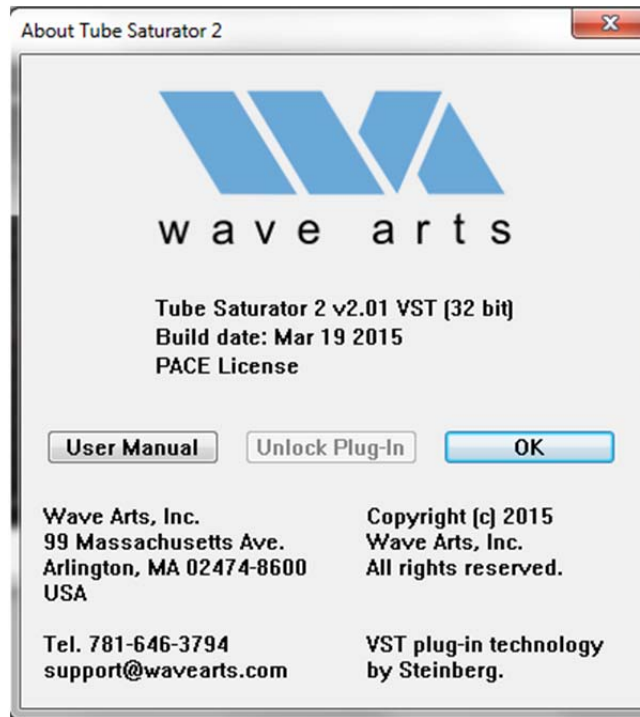 About Tube Saturator 2
wave arts
Tube Saturator 2 v2.01 VST (32 bit)
Build date: Mar 19 2015
PACE License
User Manual
Unlock Plug-In
OK
Wave Arts, Inc.
99 Massachusetts Ave.
Arlington, MA 02474-8600
USA
Tel. 781-646-3794
support@wavearts.com
Copyright (c) 2015
Wave Arts, Inc.
All rights reserved.
VST plug-in technology
by Steinberg.